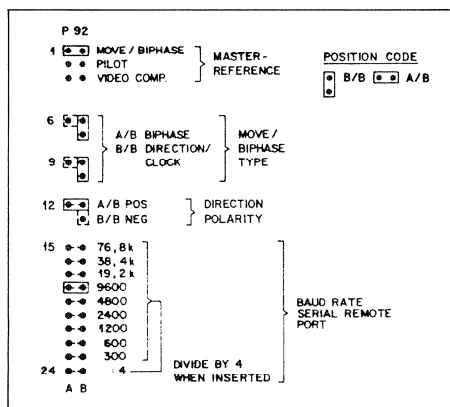 P 92
1 MOVE/BIPHASE
PILOT
VIDEO COMP.
MASTER-
REFERENCE
POSITION CODE
B/B A/B
6
9
A/B BIPHASE
B/B DIRECTION/
CLOCK
MOVE/
BIPHASE
TYPE
12 A/B POS
B/B NEG
DIRECTION
POLARITY
15 76,8k
38,4k
19,2k
9600
4800
2400
1200
600
300
24 4
A B
DIVIDE BY 4
WHEN INSERTED
BAUD RATE
SERIAL REMOTE
PORT